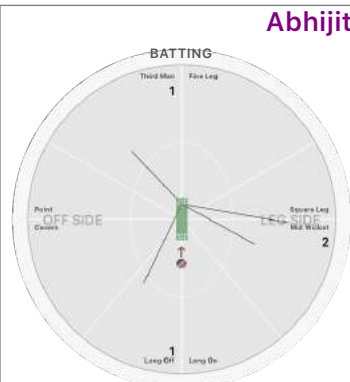 Abhijit
BATTING
Third Man Fine Leg
1
Point Square Leg
OFF SIDE LEG SIDE
Covers Mid Wicket
2
1
Long Off Long On